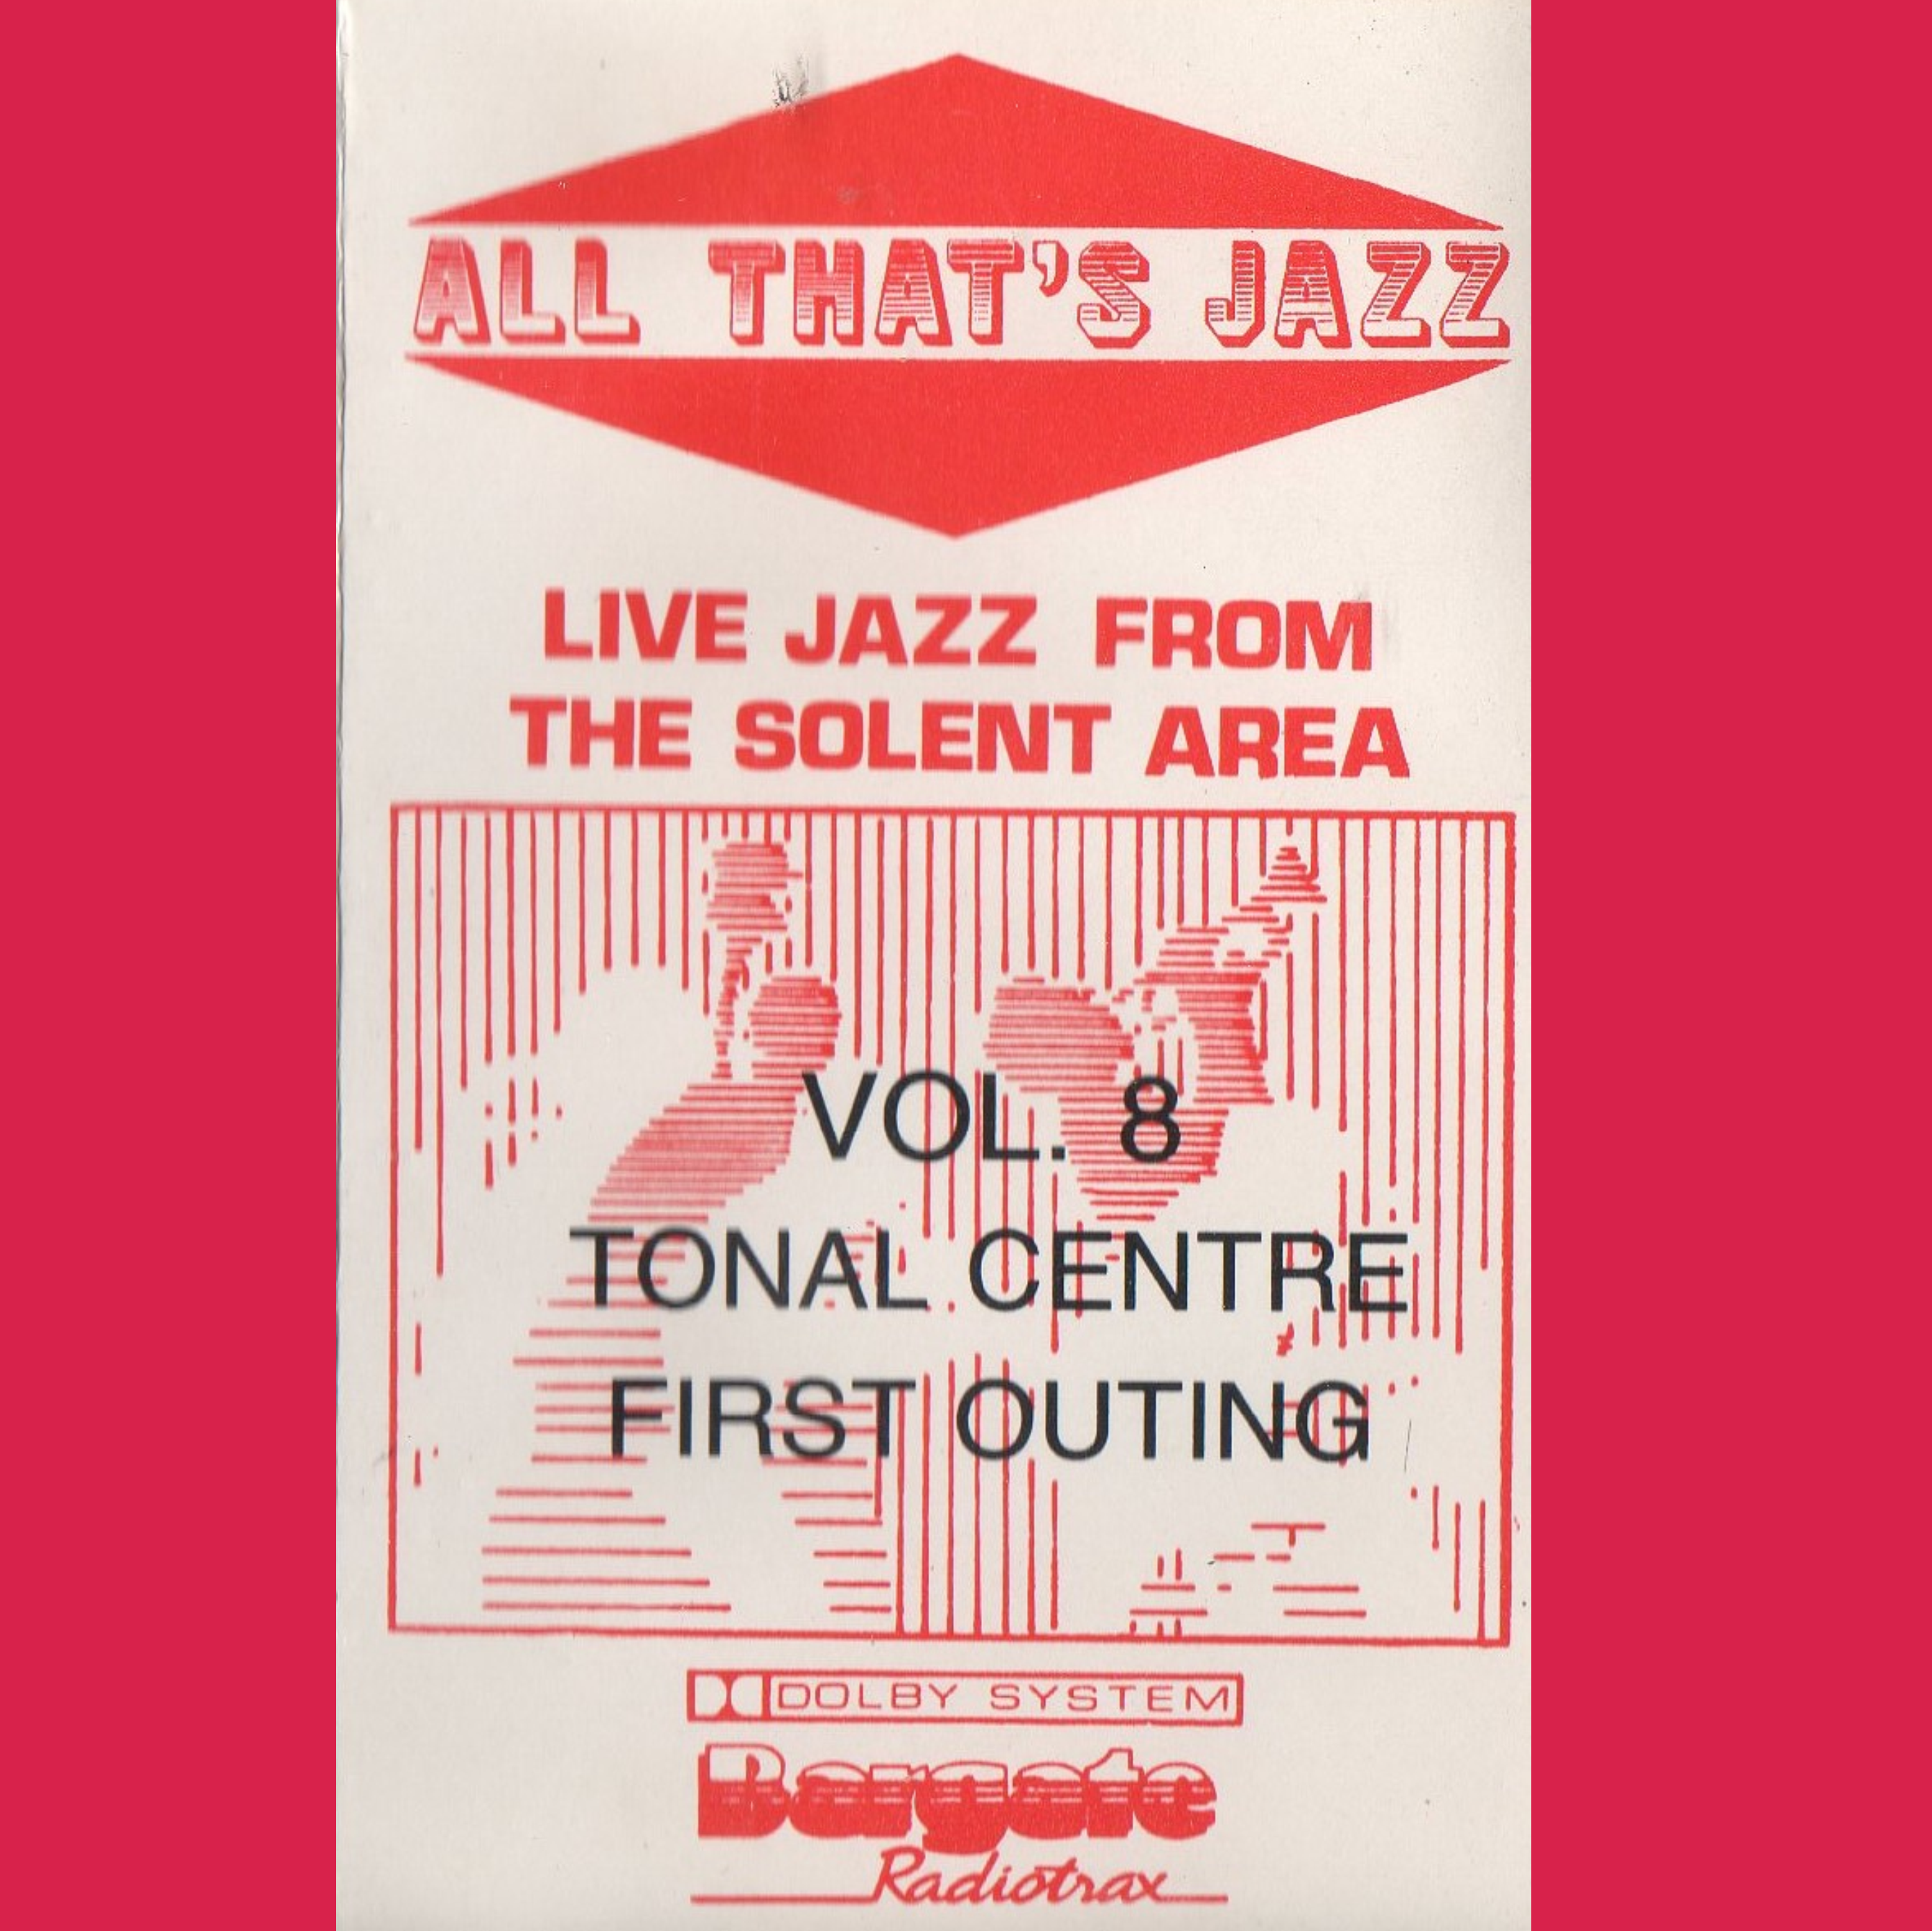 ALL THAT'S JAZZ
LIVE JAZZ FROM
THE SOLENT AREA
VOL. 8
TONAL CENTRE
FIRST OUTING
DOLBY SYSTEM
Bargate
Radiotrax